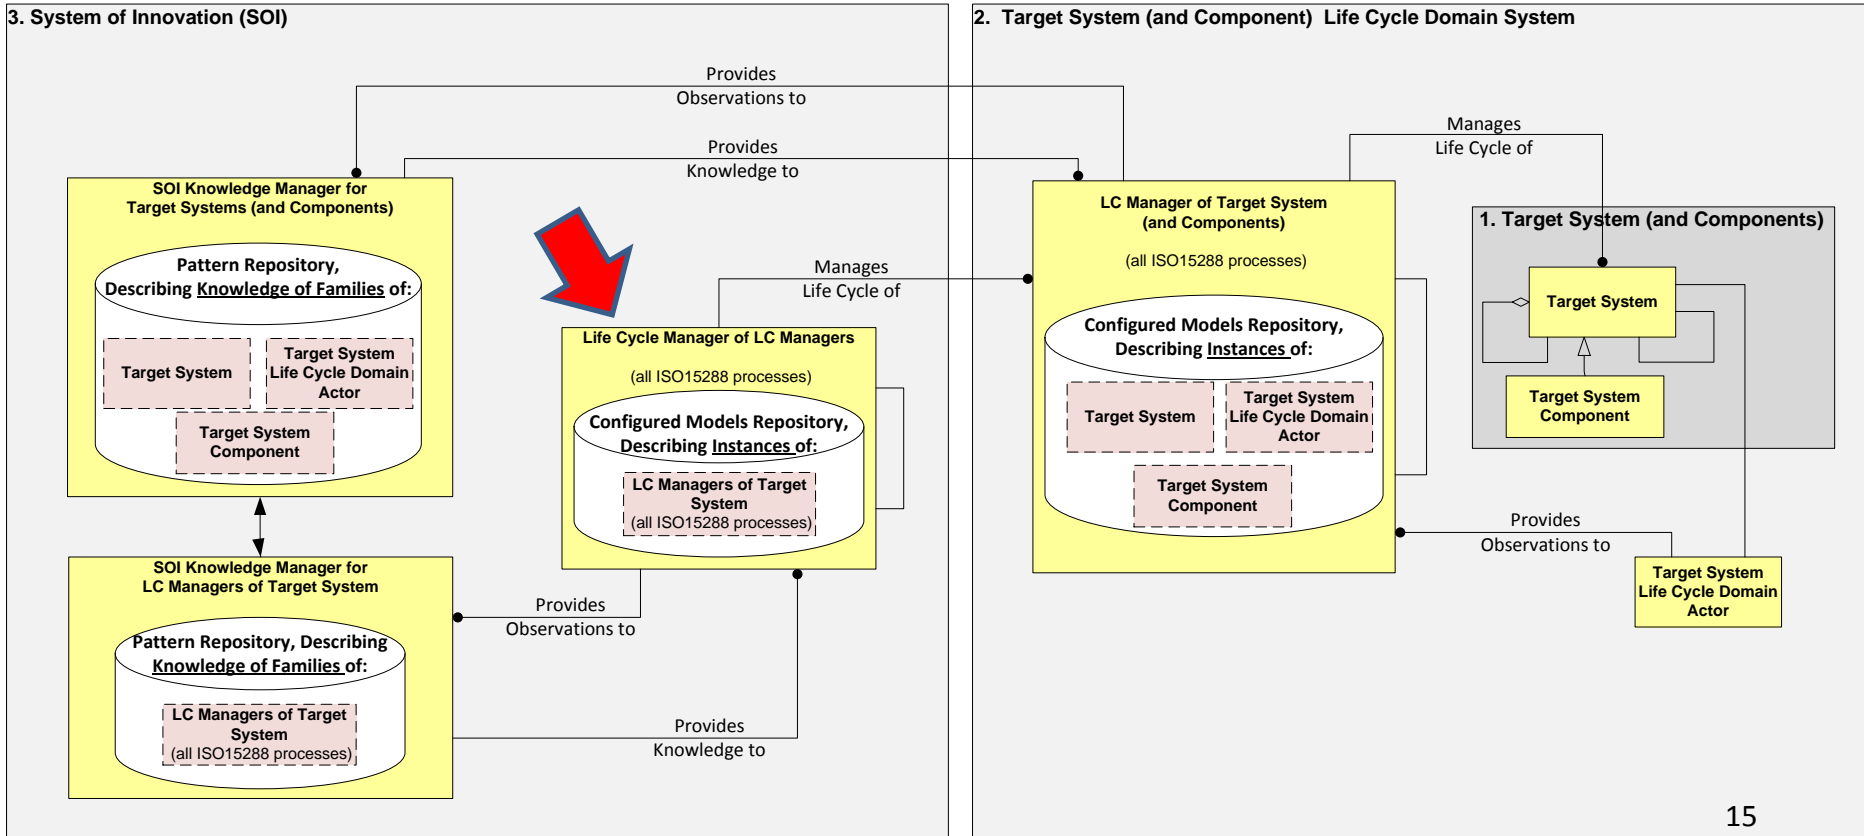 3. System of Innovation (SOI)
Provides
Observations to
Provides
Knowledge to
SOI Knowledge Manager for
Target Systems (and Components)
Pattern Repository,
Describing Knowledge of Families of:
Target System
Target System
Life Cycle Domain
Actor
Target System
Component
Manages
Life Cycle of
Life Cycle Manager of LC Managers
(all ISO15288 processes)
Configured Models Repository,
Describing Instances of:
LC Managers of Target
System
(all ISO15288 processes)
SOI Knowledge Manager for
LC Managers of Target System
Pattern Repository, Describing
Knowledge of Families of:
LC Managers of Target
System
(all ISO15288 processes)
Provides
Observations to
Provides
Knowledge to
2. Target System (and Component) Life Cycle Domain System
Manages
Life Cycle of
LC Manager of Target System
(and Components)
(all ISO15288 processes)
Configured Models Repository,
Describing Instances of:
Target System
Target System
Life Cycle Domain
Actor
Target System
Component
1. Target System (and Components)
Target System
Target System
Component
Provides
Observations to
Target System
Life Cycle Domain
Actor
15